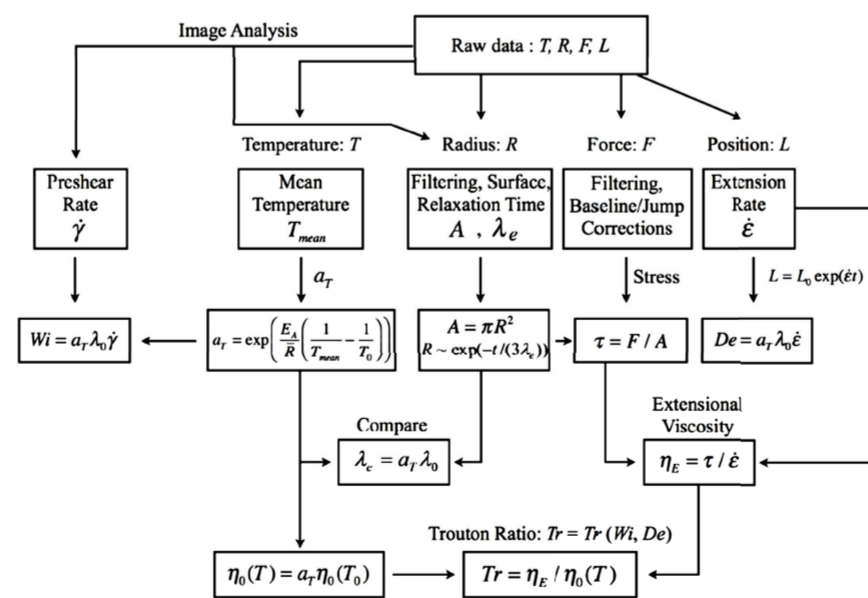 Image Analysis
Raw data : T, R, F, L
Temperature: T
Radius: R
Force: F
Position: L
Preshear
Rate
γ̇
Mean
Temperature
T_mean
Filtering, Surface,
Relaxation Time
A , λ_e
Filtering,
Baseline/Jump
Corrections
Extension
Rate
ε̇
a_T
Stress
L = L_0 exp(ε̇t)
Wi = a_T λ_0 γ̇
a_T = exp(E_A/R̄ (1/T_mean − 1/T_0))
A = πR²
R ~ exp(−t/(3λ_e))
τ = F / A
De = a_T λ_0 ε̇
Compare
λ_c = a_T λ_0
Extensional
Viscosity
η_E = τ / ε̇
Trouton Ratio: Tr = Tr (Wi, De)
η_0(T) = a_T η_0(T_0)
Tr = η_E / η_0(T)